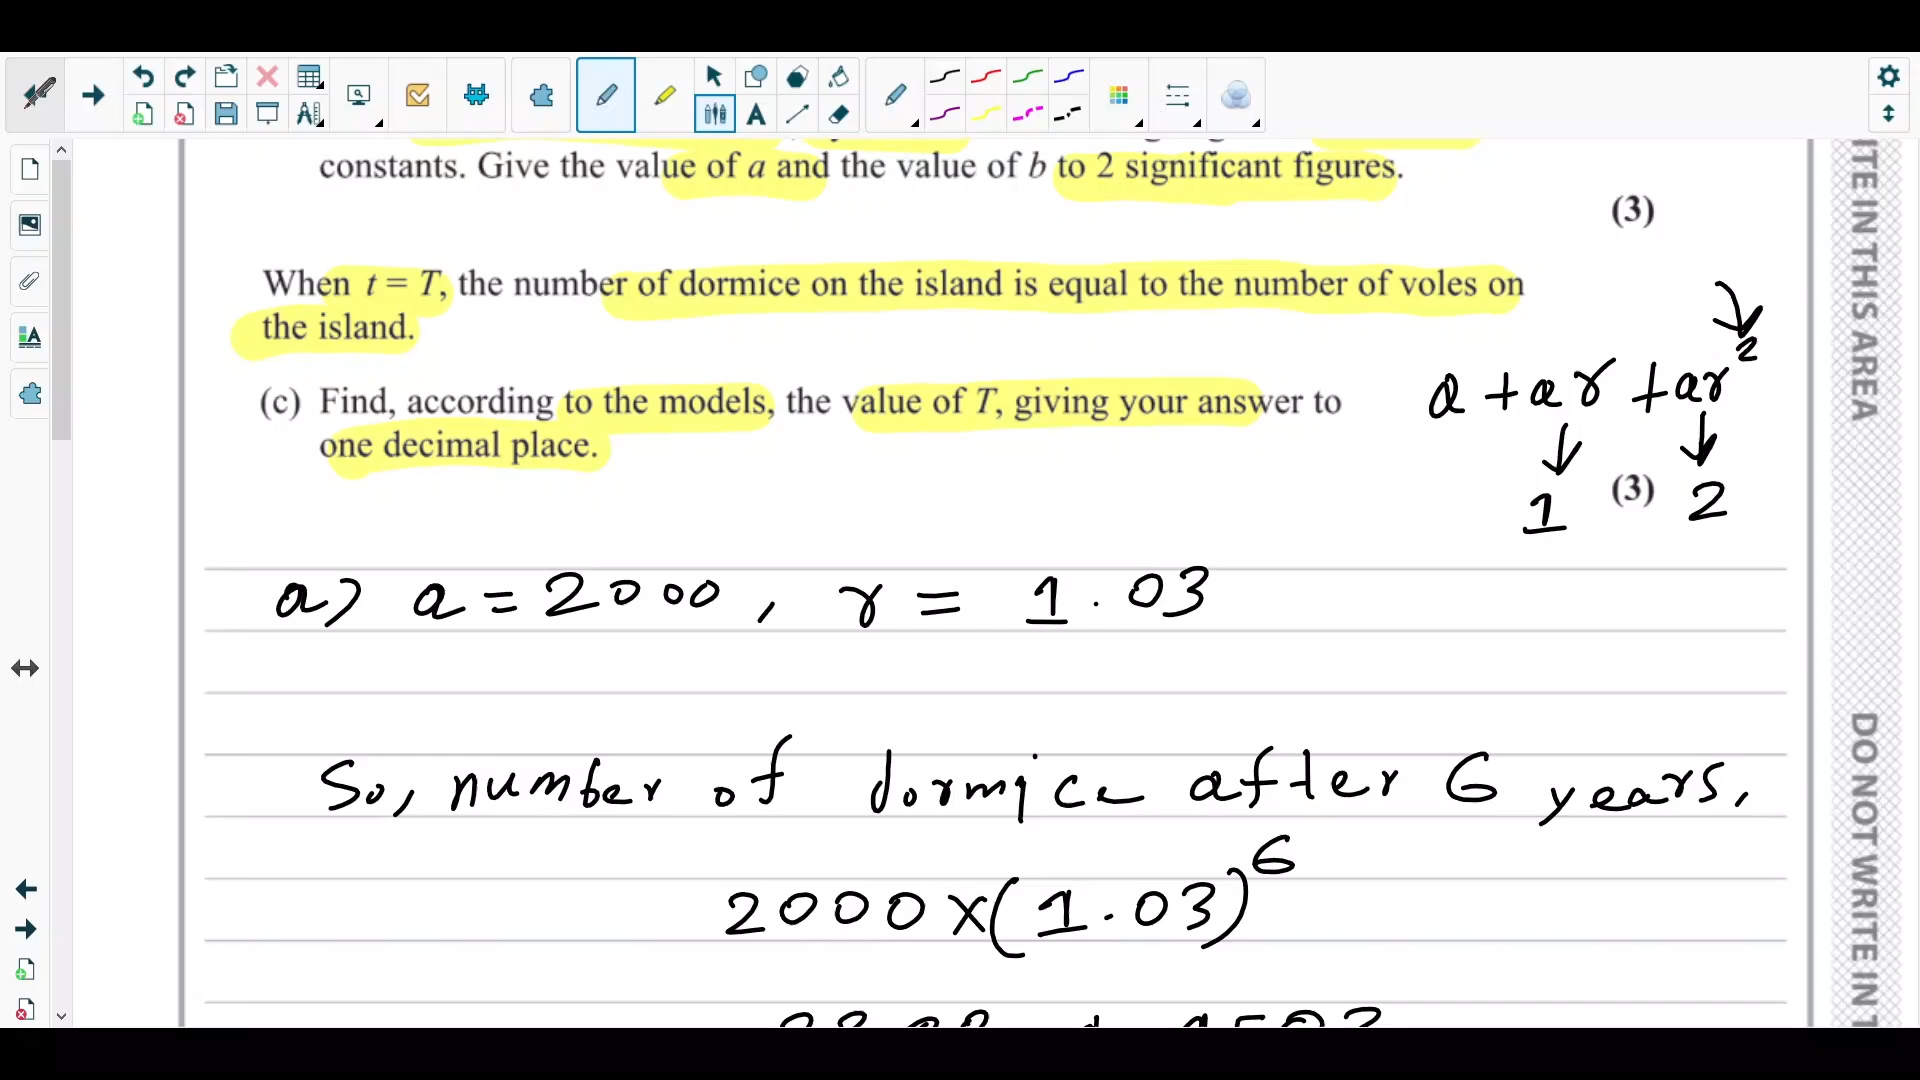 constants. Give the value of a and the value of b to 2 significant figures.
(3)
When t = T, the number of dormice on the island is equal to the number of voles on
the island.
(c) Find, according to the models, the value of T, giving your answer to
one decimal place.
(3)
a + ar + ar²
1 2
a) a = 2000, r = 1.03
So, number of dormice after 6 years,
2000 × (1.03)⁶
ITE IN THIS AREA
DO NOT WRITE IN T